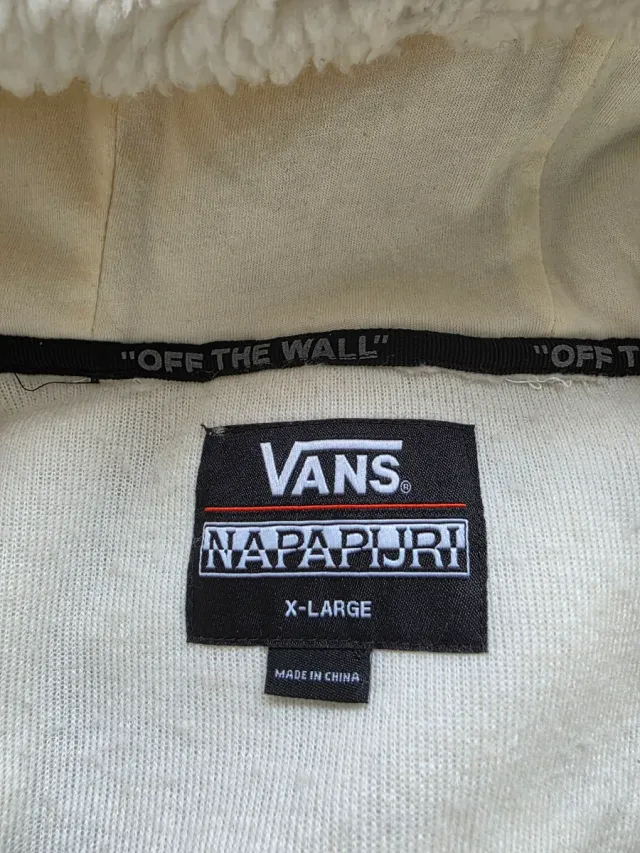 "OFF THE WALL" "OFF T
VANS®
NAPAPIJRI
X-LARGE
MADE IN CHINA